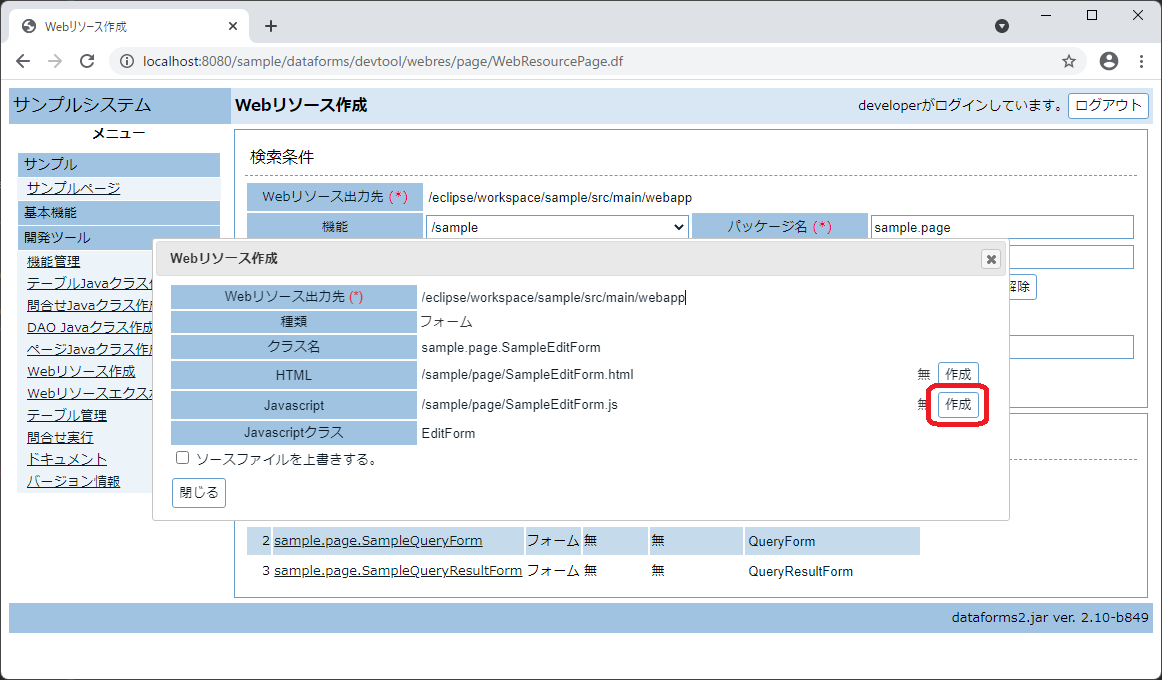 Webリソース作成
localhost:8080/sample/dataforms/devtool/webres/page/WebResourcePage.df
サンプルシステム
Webリソース作成
developerがログインしています。
ログアウト
メニュー
サンプル
サンプルページ
基本機能
開発ツール
機能管理
テーブルJavaクラス
問合せJavaクラス作
DAO Javaクラス作成
ページJavaクラス作
Webリソース作成
Webリソースエクス
テーブル管理
問合せ実行
ドキュメント
バージョン情報
検索条件
Webリソース出力先 (*) /eclipse/workspace/sample/src/main/webapp
機能 /sample パッケージ名 (*) sample.page
解除
Webリソース作成
Webリソース出力先 (*) /eclipse/workspace/sample/src/main/webapp
種類 フォーム
クラス名 sample.page.SampleEditForm
HTML /sample/page/SampleEditForm.html 無 作成
Javascript /sample/page/SampleEditForm.js 無 作成
Javascriptクラス EditForm
ソースファイルを上書きする。
閉じる
2 sample.page.SampleQueryForm フォーム 無 無 QueryForm
3 sample.page.SampleQueryResultForm フォーム 無 無 QueryResultForm
dataforms2.jar ver. 2.10-b849